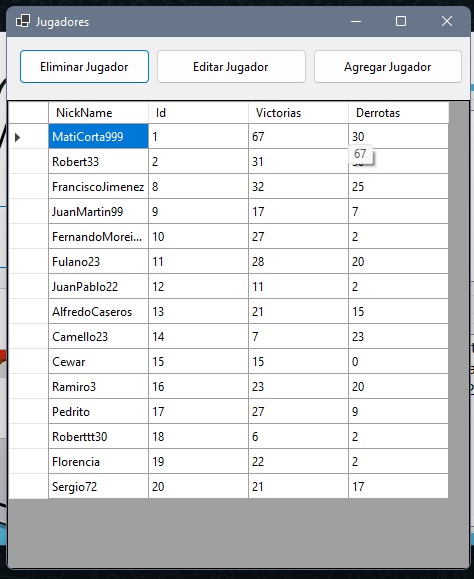 Jugadores
Eliminar Jugador Editar Jugador Agregar Jugador
NickName Id Victorias Derrotas
MatiCorta999 1 67 30
67
Robert33 2 31
FranciscoJimenez 8 32 25
JuanMartin99 9 17 7
FernandoMorei... 10 27 2
Fulano23 11 28 20
JuanPablo22 12 11 2
AlfredoCaseros 13 21 15
Camello23 14 7 23
Cewar 15 15 0
Ramiro3 16 23 20
Pedrito 17 27 9
Roberttt30 18 6 2
Florencia 19 22 2
Sergio72 20 21 17